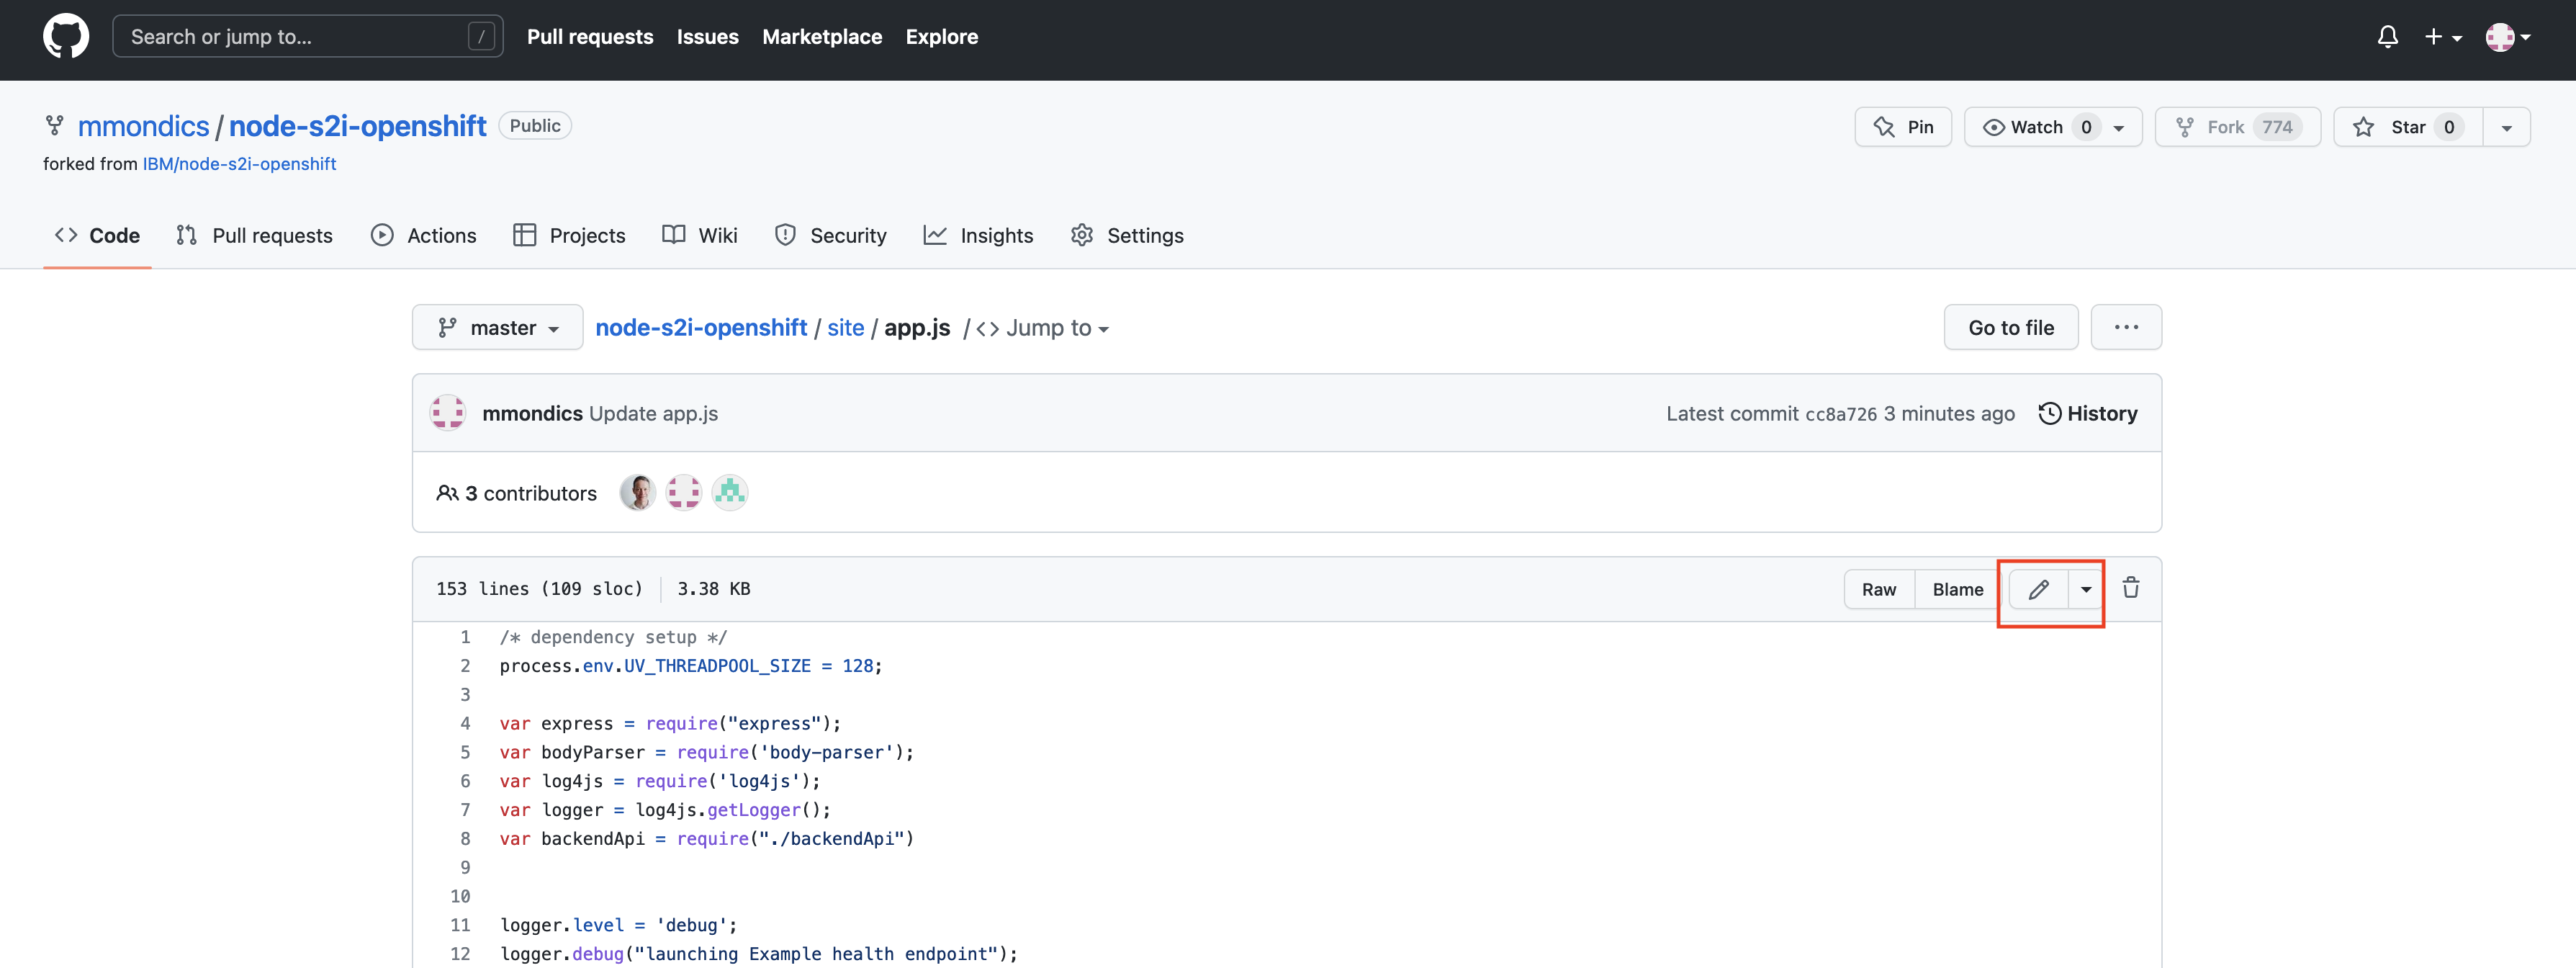 Search or jump to... /
Pull requests Issues Marketplace Explore
mmondics / node-s2i-openshift Public
Pin Watch 0 Fork 774 Star 0
forked from IBM/node-s2i-openshift
Code Pull requests Actions Projects Wiki Security Insights Settings
master node-s2i-openshift / site / app.js / <> Jump to Go to file ...
mmondics Update app.js Latest commit cc8a726 3 minutes ago History
3 contributors
153 lines (109 sloc) 3.38 KB Raw Blame
1 /* dependency setup */
2 process.env.UV_THREADPOOL_SIZE = 128;
3
4 var express = require("express");
5 var bodyParser = require('body-parser');
6 var log4js = require('log4js');
7 var logger = log4js.getLogger();
8 var backendApi = require("./backendApi")
9
10
11 logger.level = 'debug';
12 logger.debug("launching Example health endpoint");